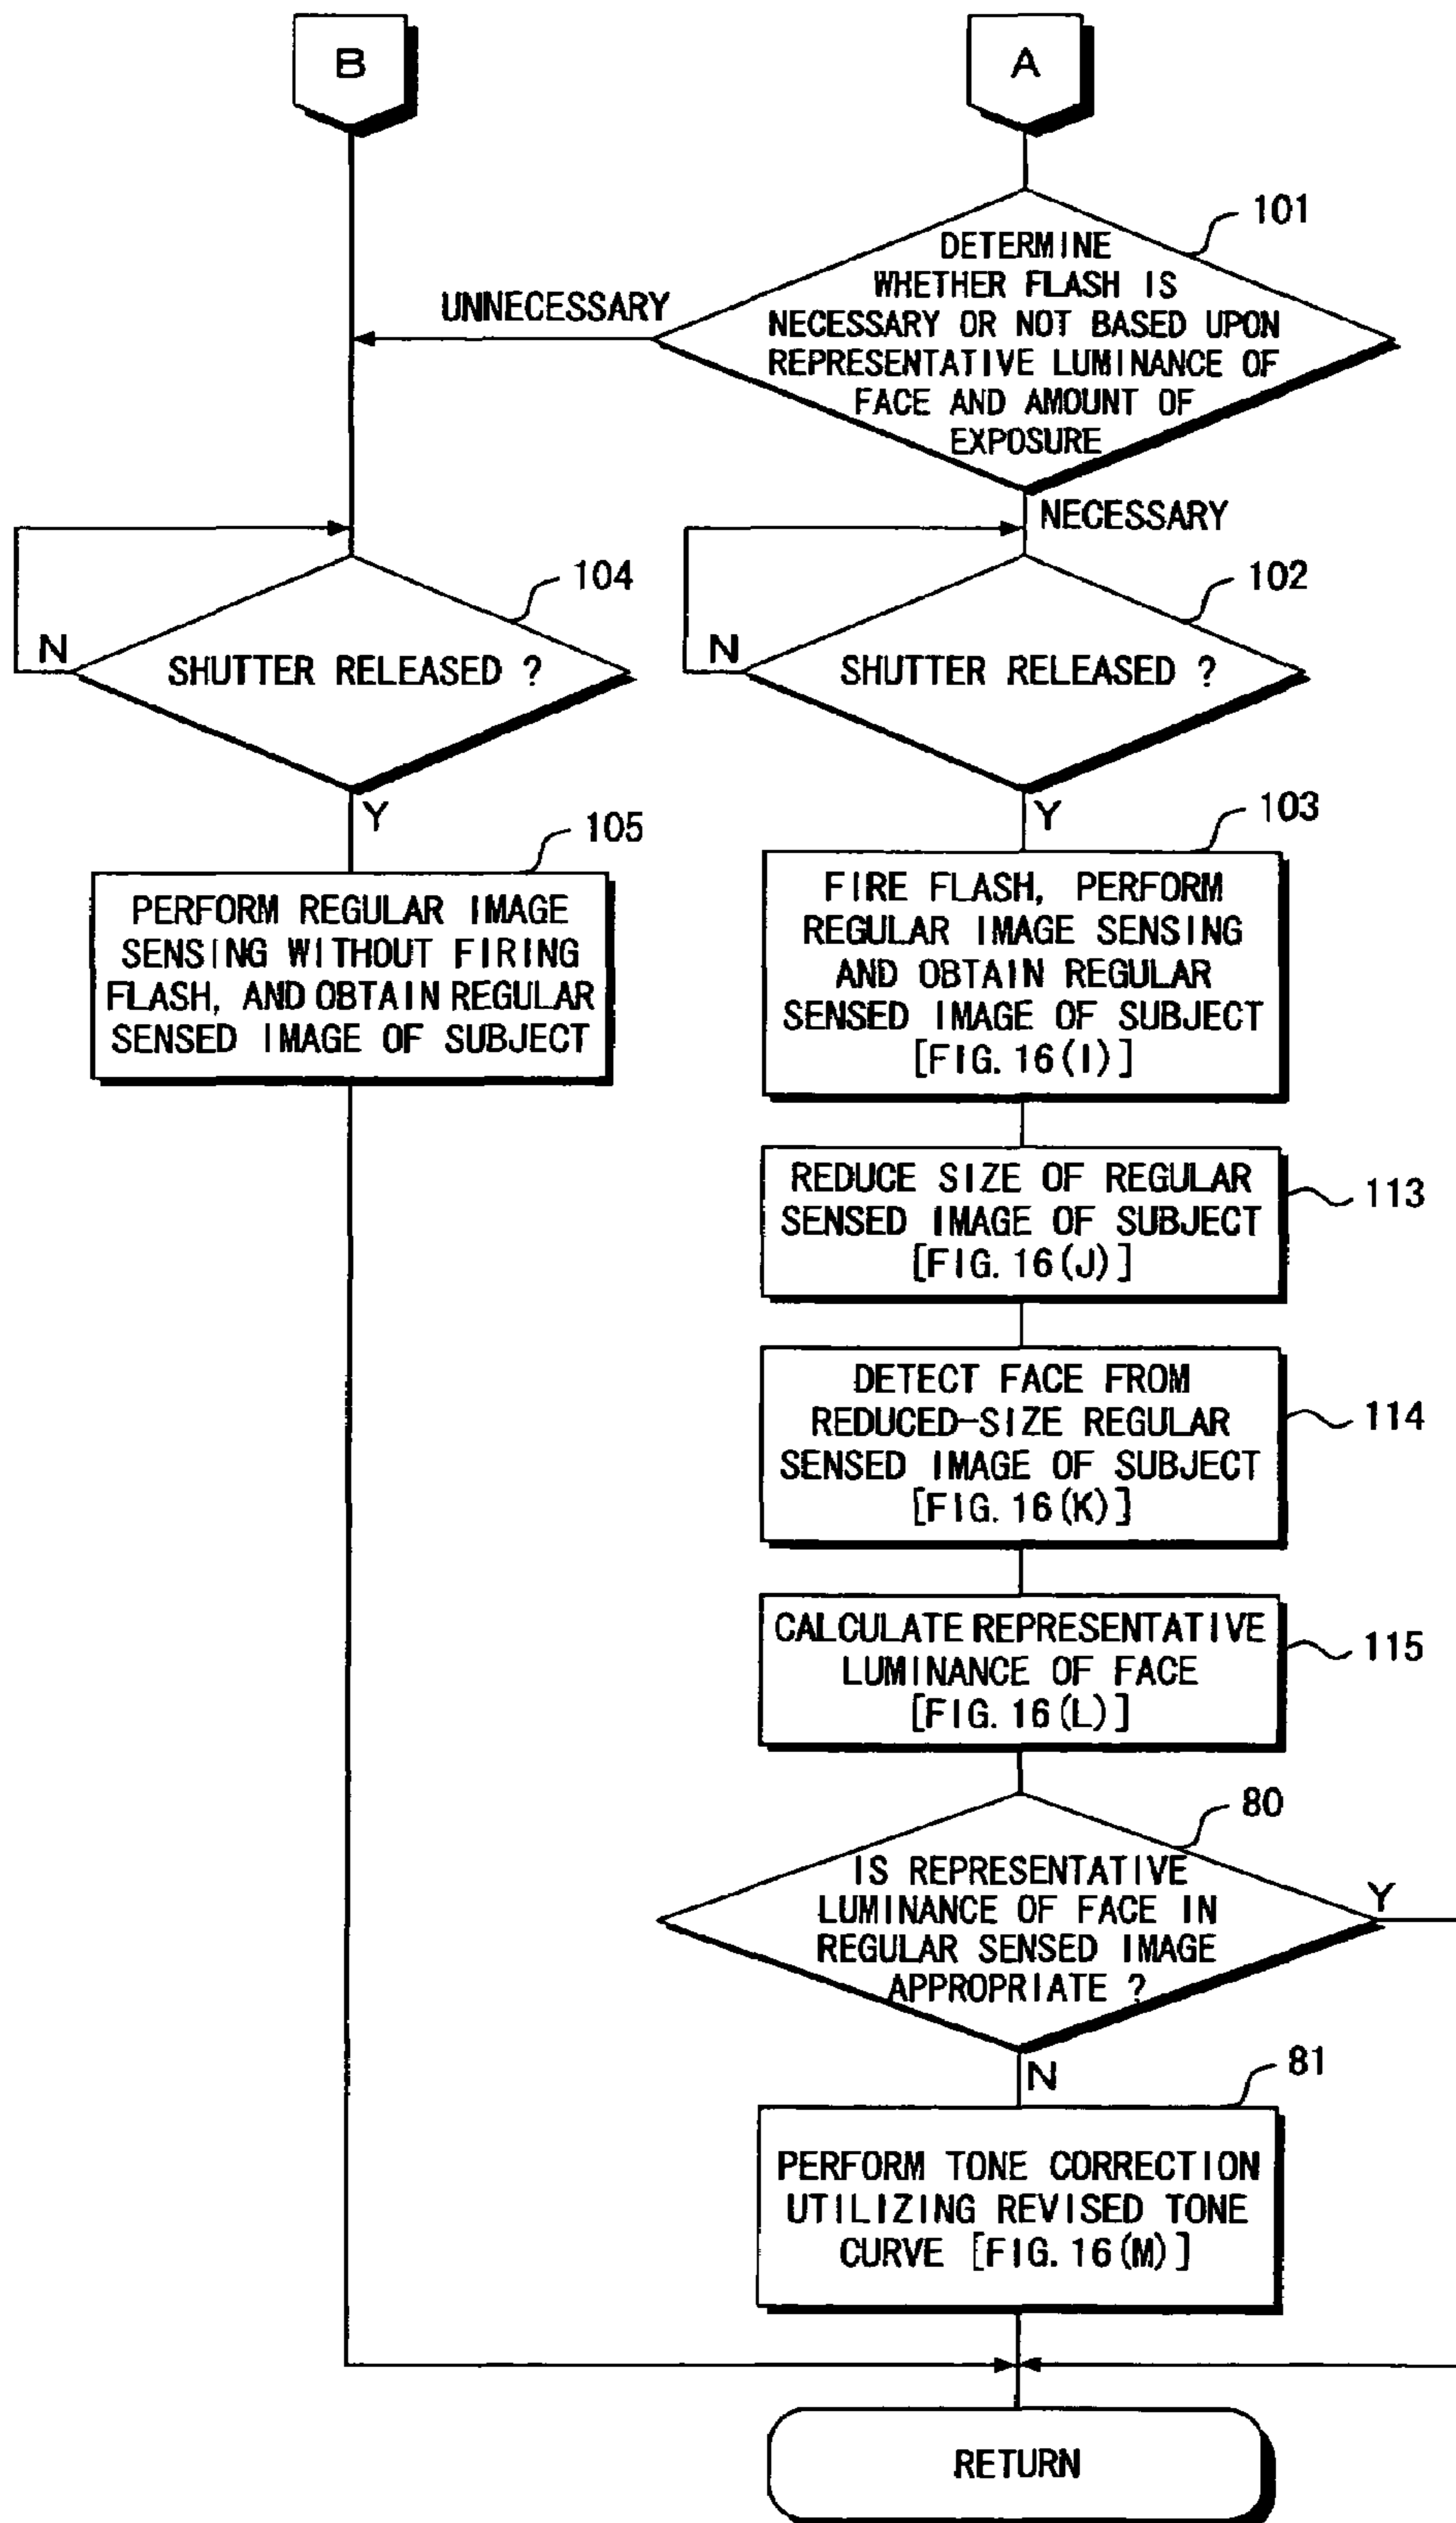 B
A
101
DETERMINE
WHETHER FLASH IS
NECESSARY OR NOT BASED UPON
REPRESENTATIVE LUMINANCE OF
FACE AND AMOUNT OF
EXPOSURE
UNNECESSARY
NECESSARY
104
SHUTTER RELEASED ?
N
Y
102
SHUTTER RELEASED ?
N
Y
105
PERFORM REGULAR IMAGE
SENSING WITHOUT FIRING
FLASH, AND OBTAIN REGULAR
SENSED IMAGE OF SUBJECT
103
FIRE FLASH, PERFORM
REGULAR IMAGE SENSING
AND OBTAIN REGULAR
SENSED IMAGE OF SUBJECT
[FIG. 16(I)]
REDUCE SIZE OF REGULAR
SENSED IMAGE OF SUBJECT
[FIG. 16(J)]
113
DETECT FACE FROM
REDUCED-SIZE REGULAR
SENSED IMAGE OF SUBJECT
[FIG. 16(K)]
114
CALCULATE REPRESENTATIVE
LUMINANCE OF FACE
[FIG. 16(L)]
115
80
IS REPRESENTATIVE
LUMINANCE OF FACE IN
REGULAR SENSED IMAGE
APPROPRIATE ?
Y
N
81
PERFORM TONE CORRECTION
UTILIZING REVISED TONE
CURVE [FIG. 16(M)]
RETURN